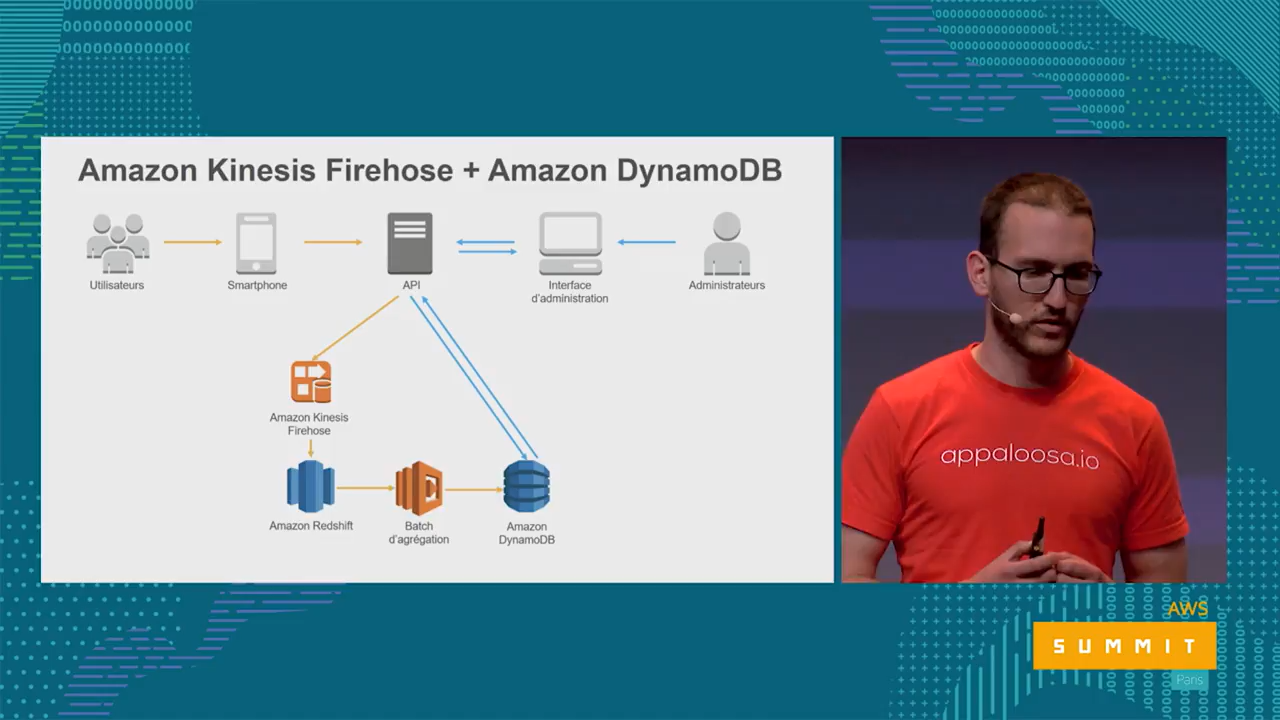 Amazon Kinesis Firehose + Amazon DynamoDB
Utilisateurs
Smartphone
API
Interface
d'administration
Administrateurs
Amazon Kinesis
Firehose
Amazon Redshift
Batch
d'agrégation
Amazon
DynamoDB
appaloosa.io
AWS
SUMMIT
Paris